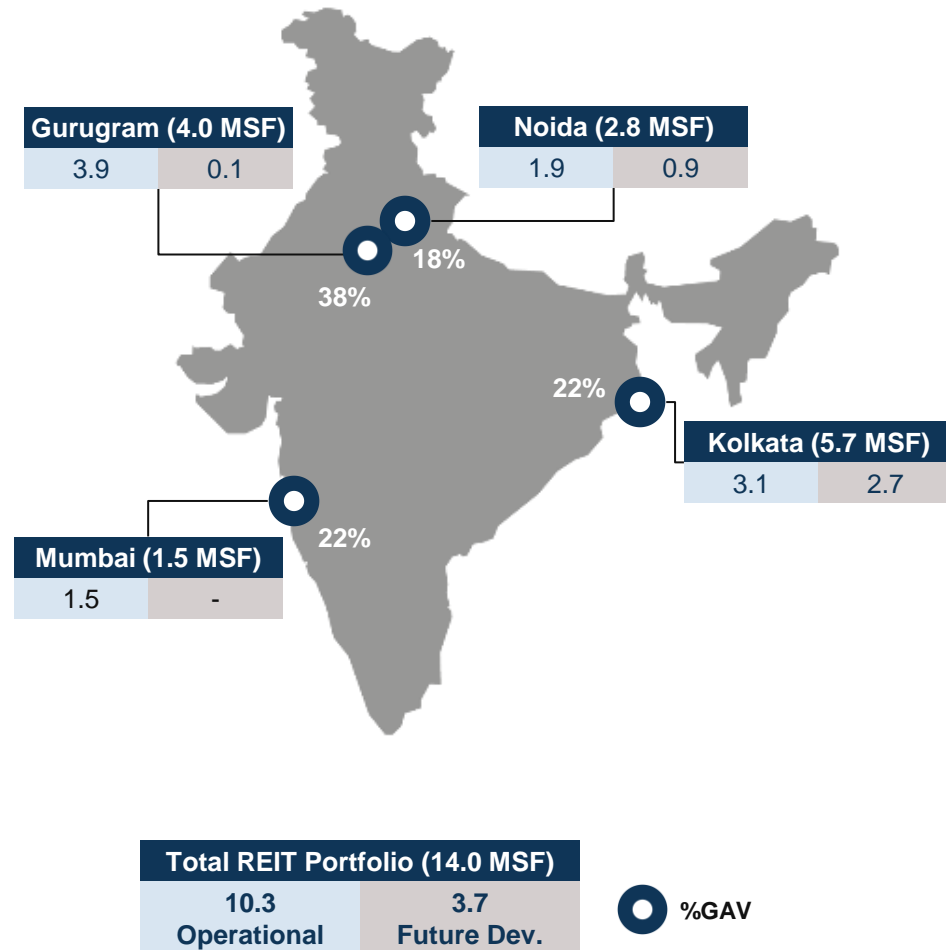 Gurugram (4.0 MSF)
3.9 0.1
Noida (2.8 MSF)
1.9 0.9
18%
38%
22%
Kolkata (5.7 MSF)
3.1 2.7
22%
Mumbai (1.5 MSF)
1.5 -
Total REIT Portfolio (14.0 MSF)
10.3 3.7
Operational Future Dev.
%GAV